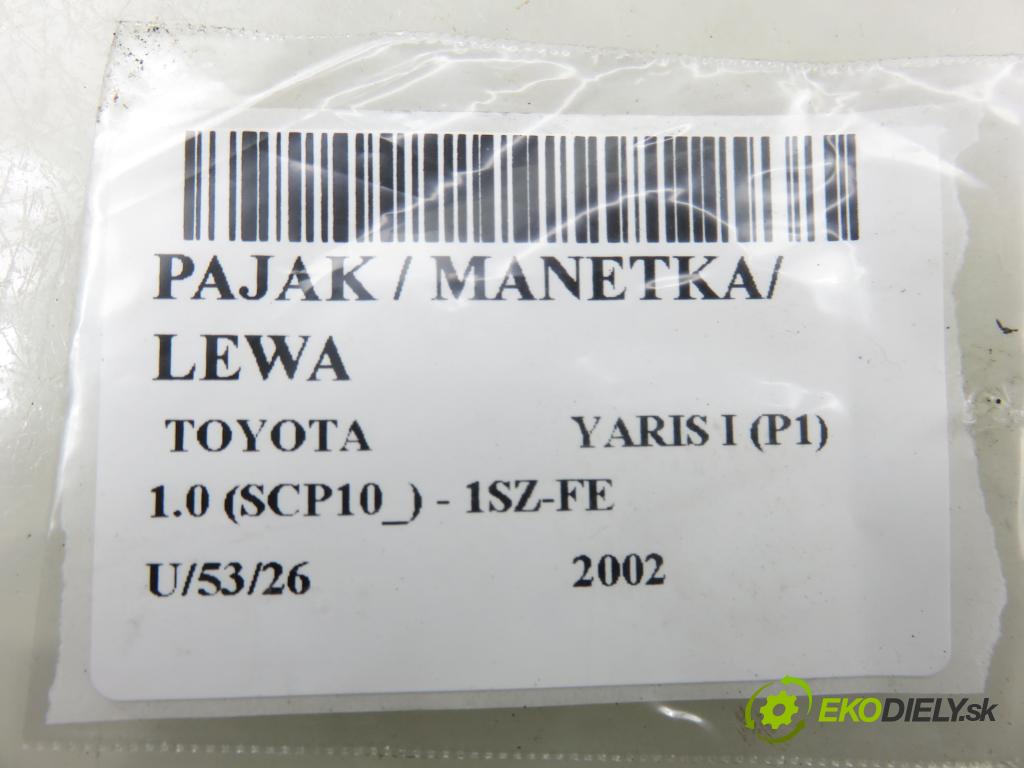 PAJAK / MANETKA/
LEWA
TOYOTA YARIS I (P1)
1.0 (SCP10_) - 1SZ-FE
U/53/26 2002
EKODIELY.sk